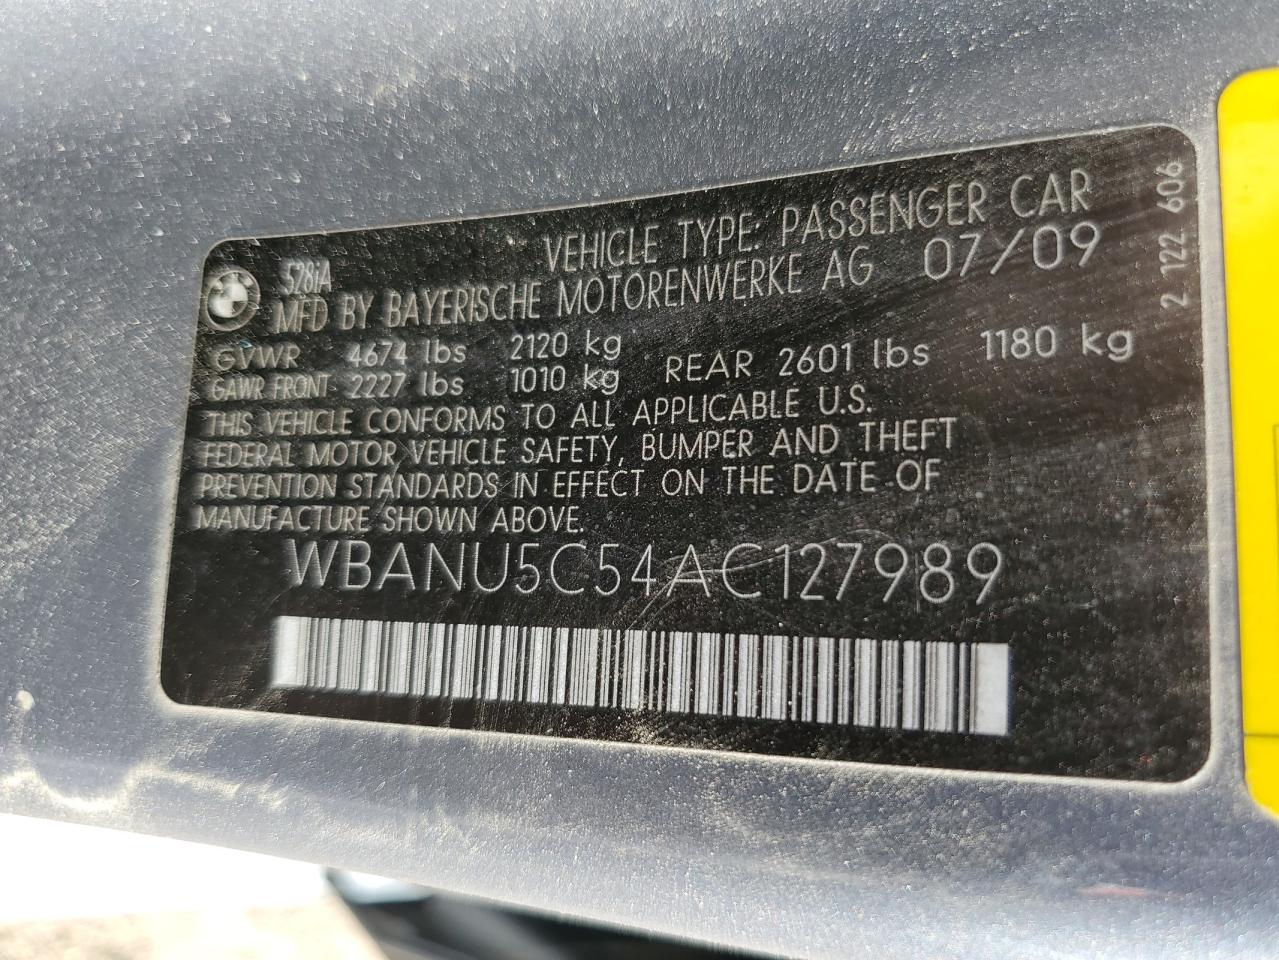 528iA VEHICLE TYPE: PASSENGER CAR
MFD BY BAYERISCHE MOTORENWERKE AG 07/09
GVWR 4674 lbs 2120 kg
GAWR FRONT 2227 lbs 1010 kg REAR 2601 lbs 1180 kg
THIS VEHICLE CONFORMS TO ALL APPLICABLE U.S.
FEDERAL MOTOR VEHICLE SAFETY, BUMPER AND THEFT
PREVENTION STANDARDS IN EFFECT ON THE DATE OF
MANUFACTURE SHOWN ABOVE.
WBANU5C54AC127989
2 122 606